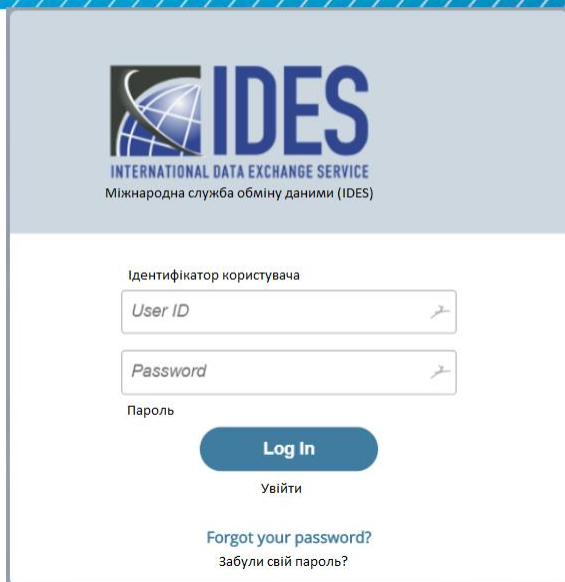 IDES
INTERNATIONAL DATA EXCHANGE SERVICE
Міжнародна служба обміну даними (IDES)
Ідентифікатор користувача
User ID
Password
Пароль
Log In
Увійти
Forgot your password?
Забули свій пароль?